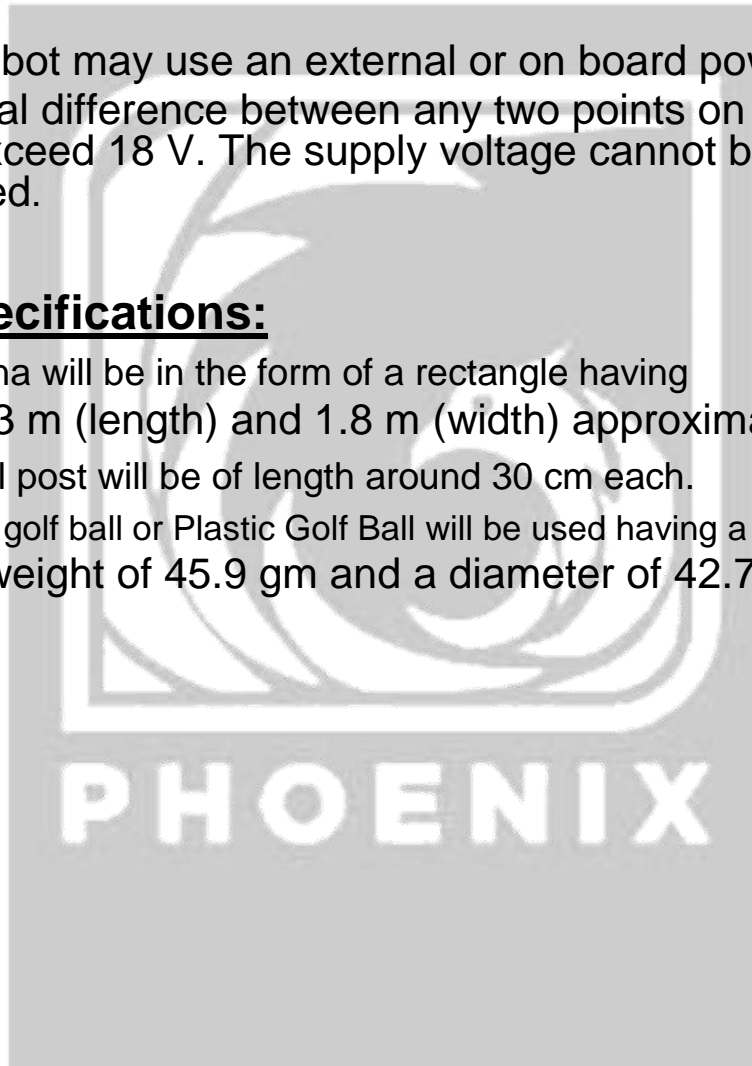 bot may use an external or on board pow
al difference between any two points on
xceed 18 V. The supply voltage cannot b
ed.
ecifications:
na will be in the form of a rectangle having
3 m (length) and 1.8 m (width) approxima
l post will be of length around 30 cm each.
golf ball or Plastic Golf Ball will be used having a
weight of 45.9 gm and a diameter of 42.7
PHOENIX